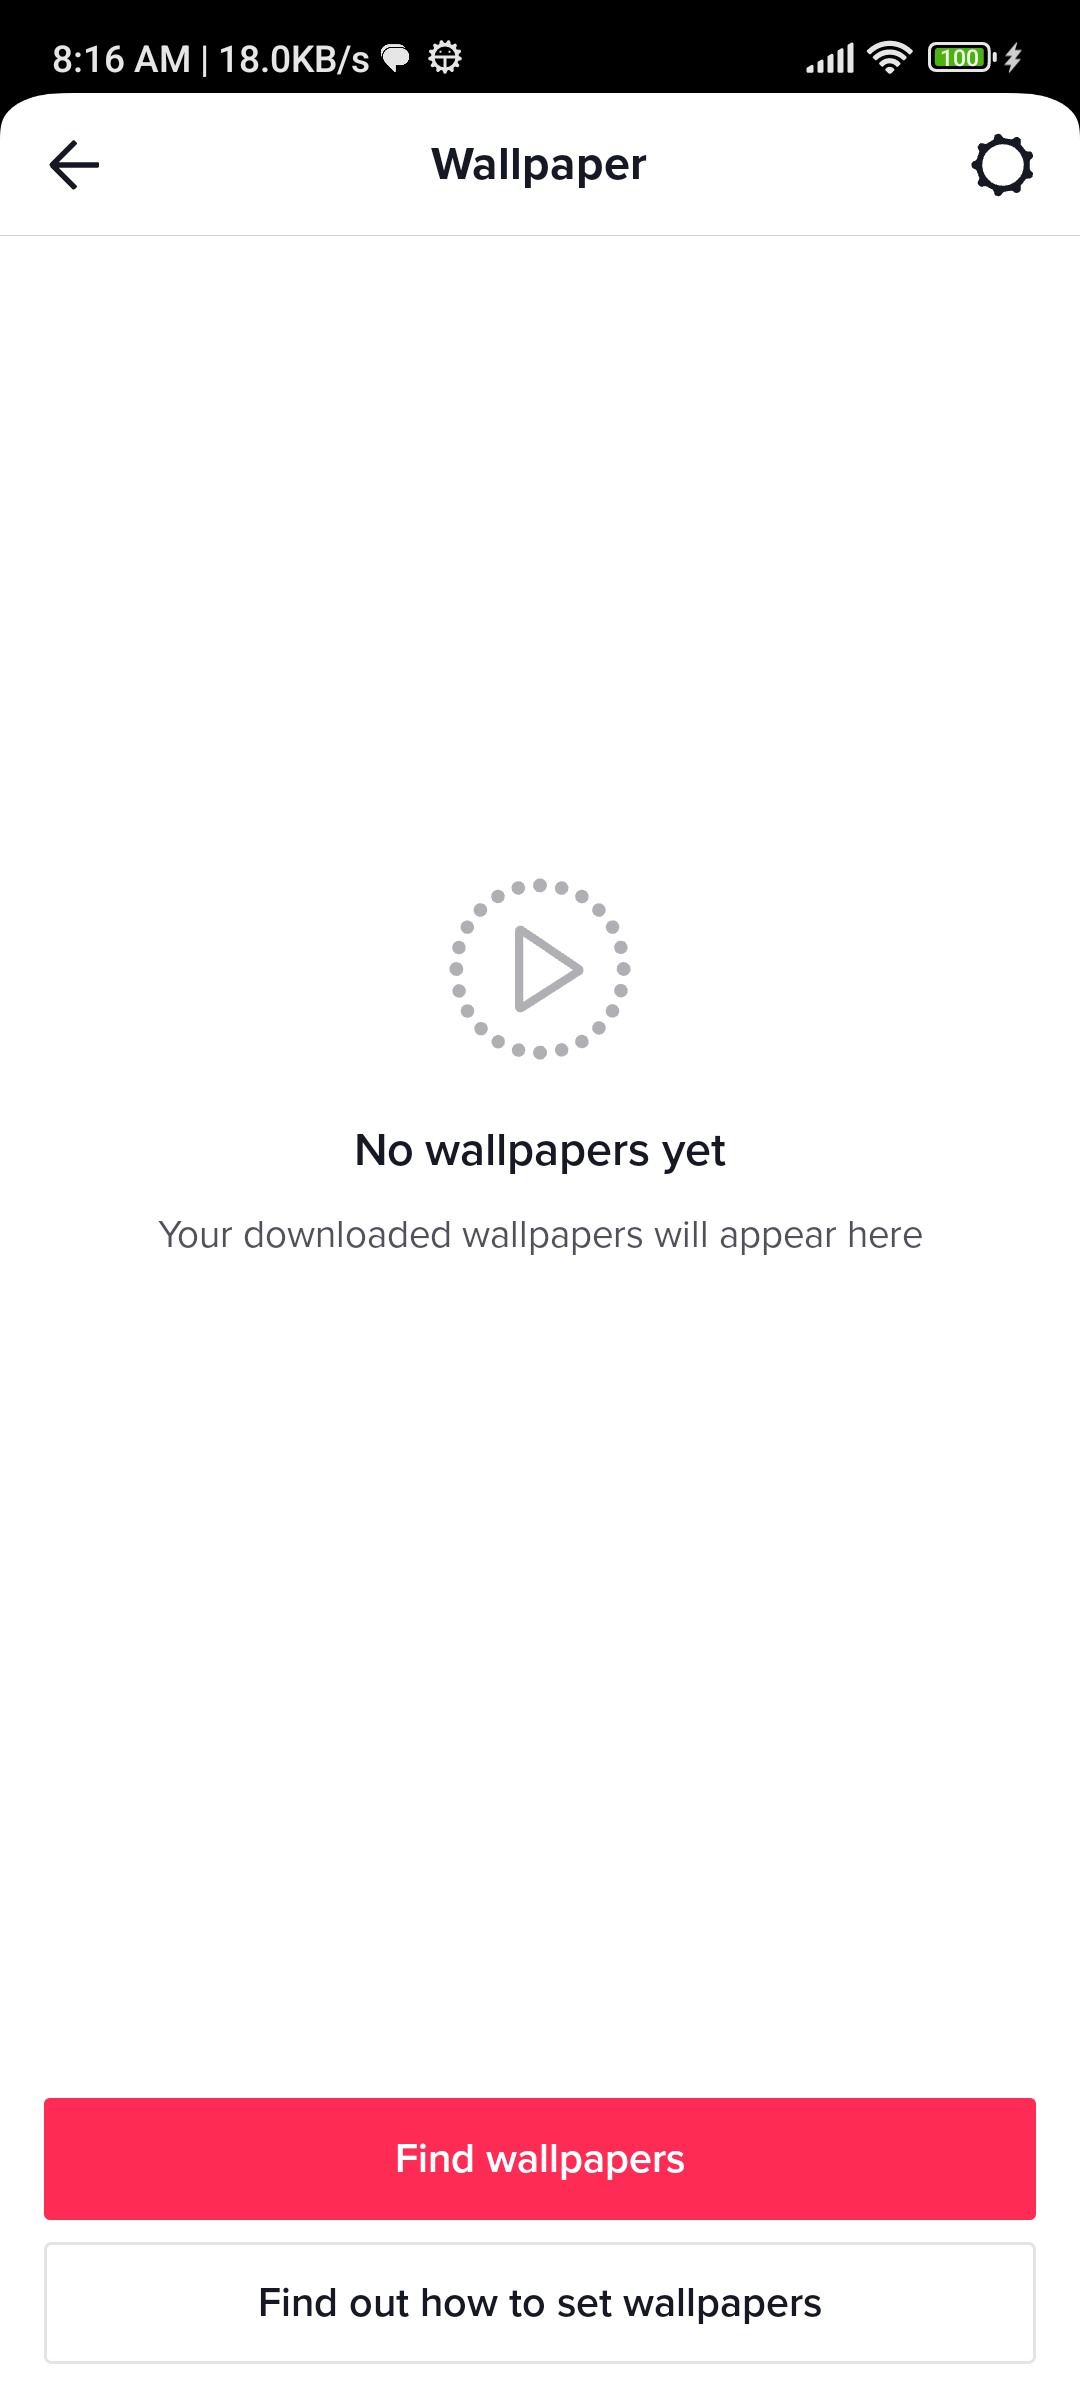 8:16 AM | 18.0KB/s 100
Wallpaper
No wallpapers yet
Your downloaded wallpapers will appear here
Find wallpapers
Find out how to set wallpapers